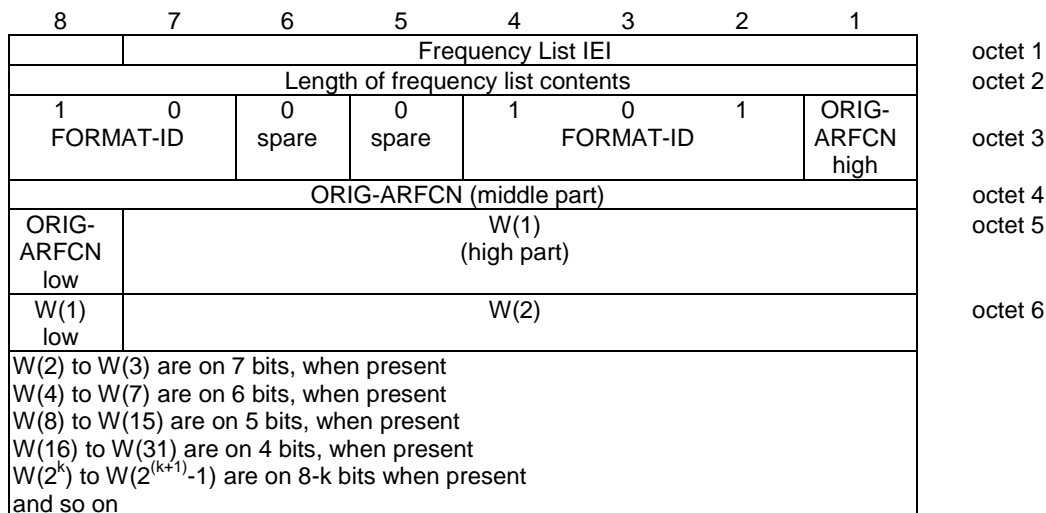 8 7 6 5 4 3 2 1
Frequency List IEI octet 1
Length of frequency list contents octet 2
1 0 0 0 1 0 1 ORIG-
FORMAT-ID spare spare FORMAT-ID ARFCN octet 3
high
ORIG-ARFCN (middle part) octet 4
ORIG- W(1) octet 5
ARFCN (high part)
low
W(1) W(2) octet 6
low
W(2) to W(3) are on 7 bits, when present
W(4) to W(7) are on 6 bits, when present
W(8) to W(15) are on 5 bits, when present
W(16) to W(31) are on 4 bits, when present
W(2^k) to W(2^(k+1)-1) are on 8-k bits when present
and so on